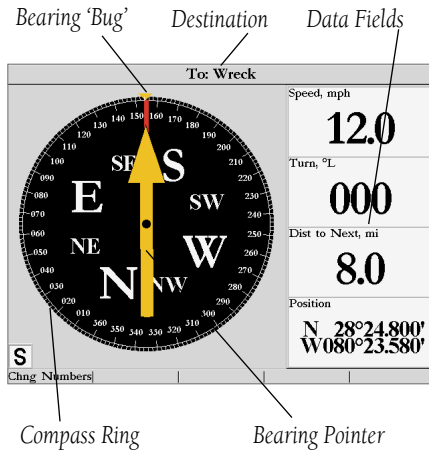 Bearing ‘Bug’
Destination
Data Fields
To: Wreck
150
160
170
180
190
200
210
220
230
240
250
260
270
280
290
300
310
320
330
340
350
360
010
020
030
040
050
060
070
080
090
100
110
120
130
140
SE
S
E
SW
NE
W
N
NW
Speed, mph
12.0
Turn, °L
000
Dist to Next, mi
8.0
Position
N 28°24.800'
W080°23.580'
S
Chng Numbers
Compass Ring
Bearing Pointer